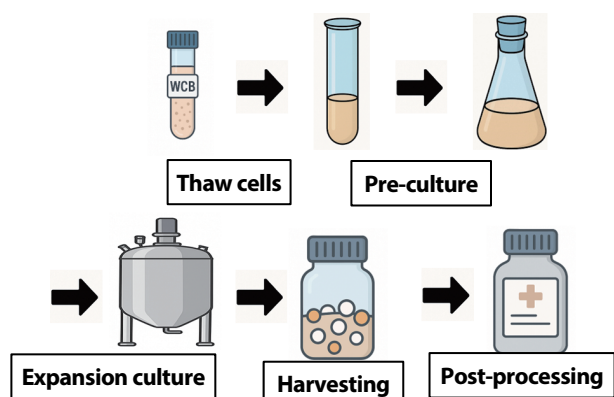 WCB
Thaw cells
Pre-culture
Expansion culture
Harvesting
Post-processing